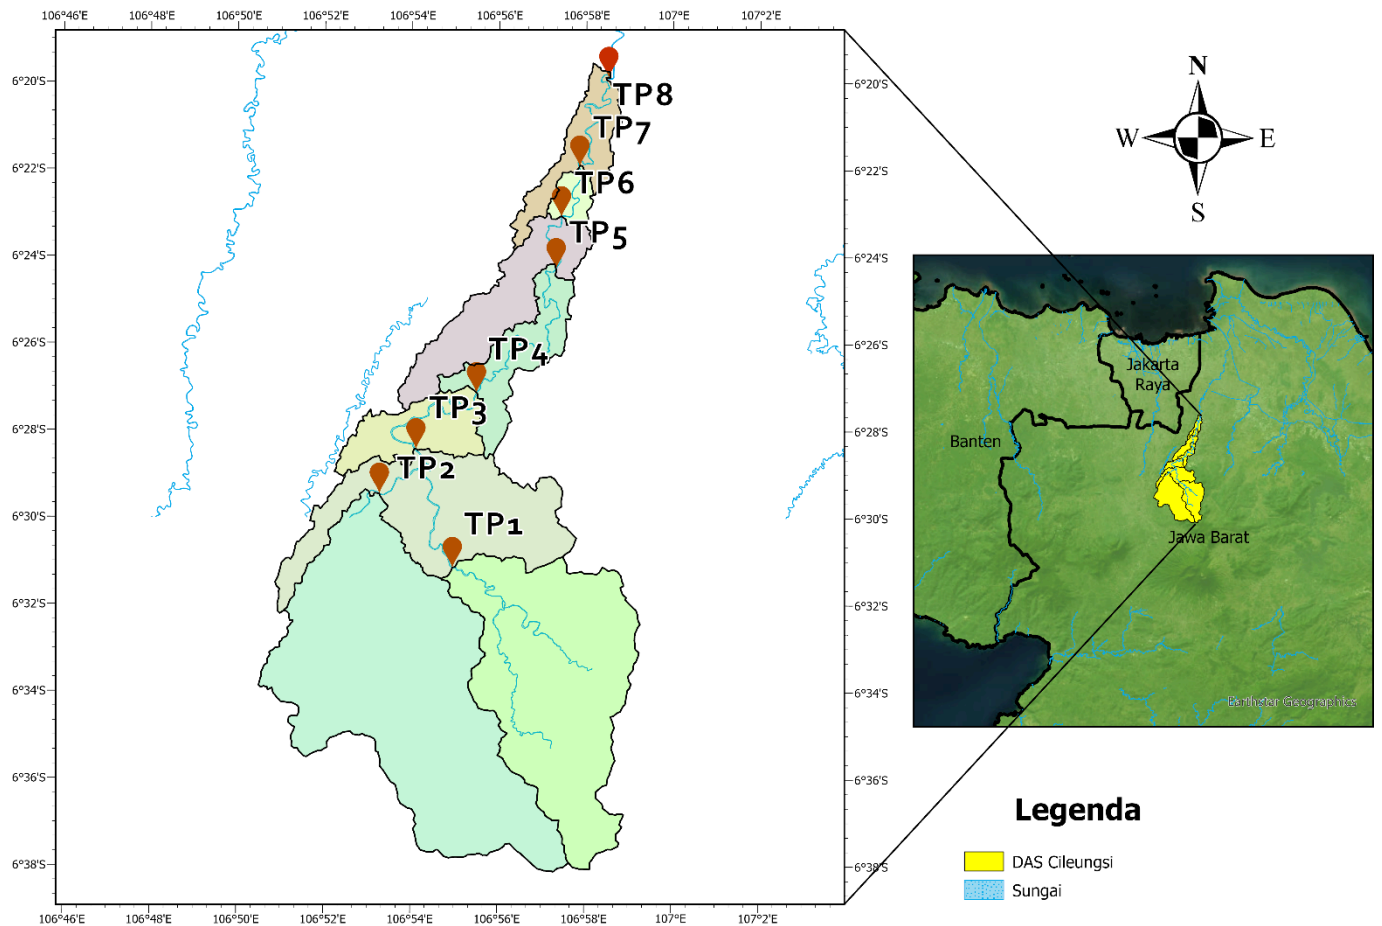 106°46'E 106°48'E 106°50'E 106°52'E 106°54'E 106°56'E 106°58'E 107°E 107°2'E
6°20'S
6°22'S
6°24'S
6°26'S
6°28'S
6°30'S
6°32'S
6°34'S
6°36'S
6°38'S
TP8
TP7
TP6
TP5
TP4
TP3
TP2
TP1
6°20'S
6°22'S
6°24'S
6°26'S
6°28'S
6°30'S
6°32'S
6°34'S
6°36'S
6°38'S
106°46'E 106°48'E 106°50'E 106°52'E 106°54'E 106°56'E 106°58'E 107°E 107°2'E
N
W E
S
Jakarta
Raya
Banten
Jawa Barat
Earthstar Geographics
Legenda
DAS Cileungsi
Sungai